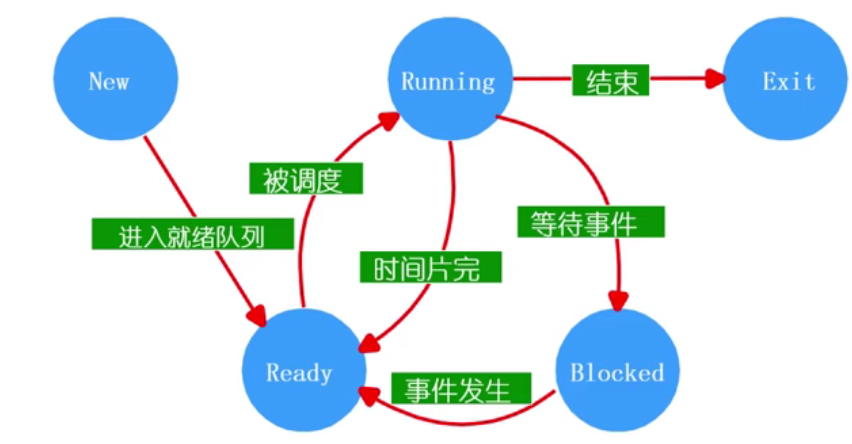 New
Running
结束
Exit
被调度
进入就绪队列
等待事件
时间片完
Ready
事件发生
Blocked